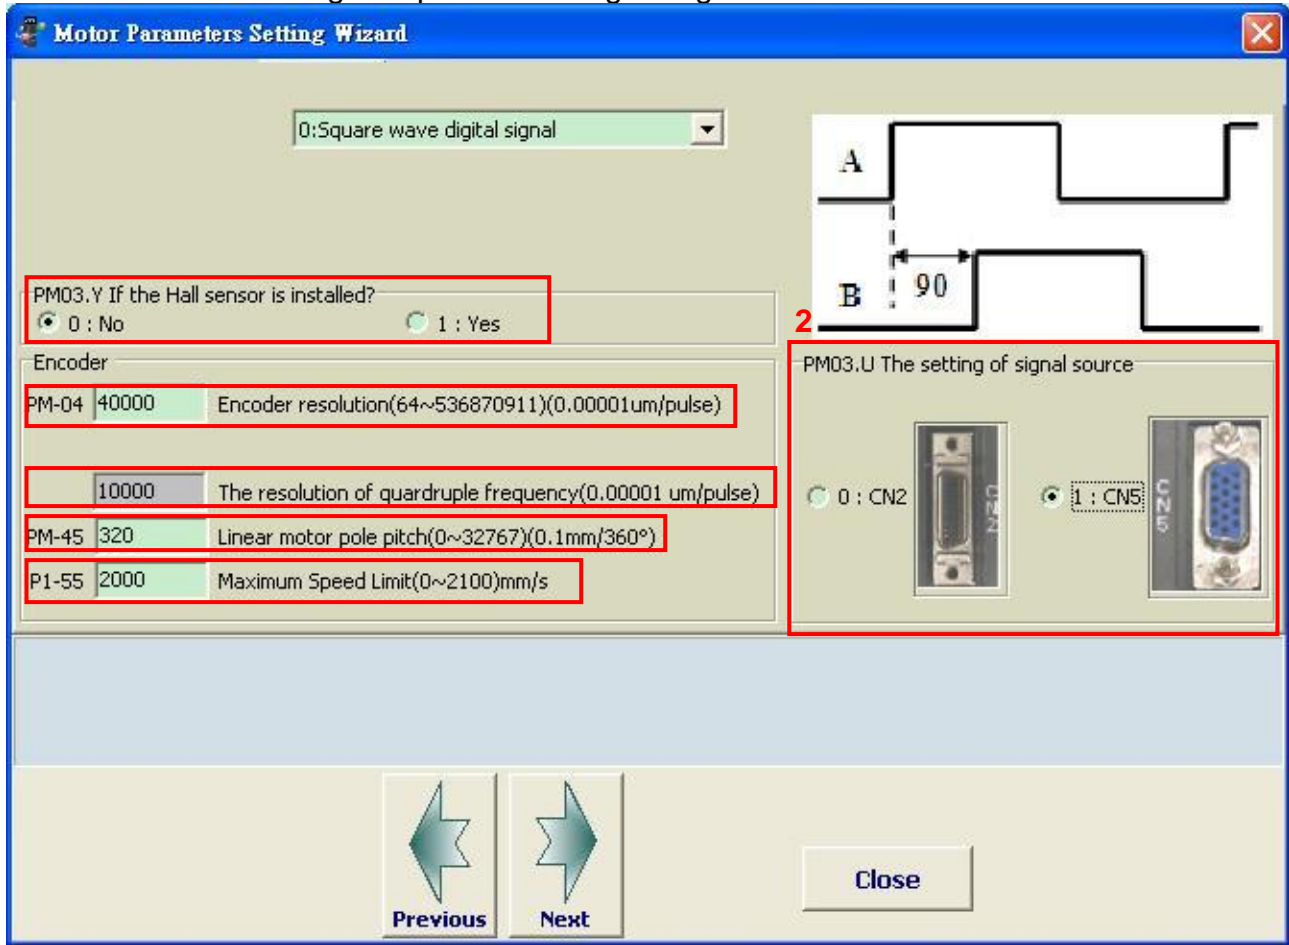 Motor Parameters Setting Wizard
0:Square wave digital signal
A
B
90
PM03.Y If the Hall sensor is installed?
0 : No
1 : Yes
2
Encoder
PM-04 40000 Encoder resolution(64~536870911)(0.00001um/pulse)
10000 The resolution of quardruple frequency(0.00001 um/pulse)
PM-45 320 Linear motor pole pitch(0~32767)(0.1mm/360°)
P1-55 2000 Maximum Speed Limit(0~2100)mm/s
PM03.U The setting of signal source
0 : CN2
CN2
1 : CN5
CN5
Previous
Next
Close